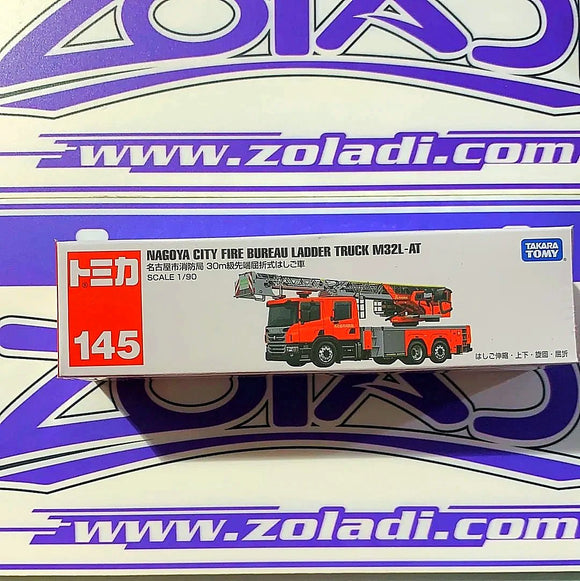 ZOLADI
www.zoladi.com
NAGOYA CITY FIRE BUREAU LADDER TRUCK M32L-AT
名古屋市消防局 30m級先端屈折式はしご車
SCALE 1/90
TAKARA
TOMY
トミカ
145
はしご伸縮・上下・旋回・屈折
ZOLADI
www.zoladi.com